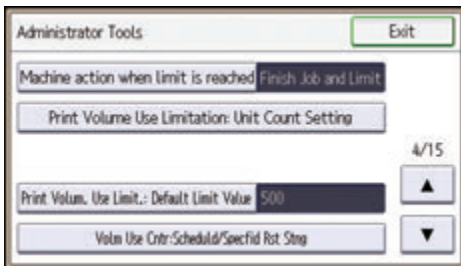 Administrator Tools
Exit
Machine action when limit is reached Finish Job and Limit
Print Volume Use Limitation: Unit Count Setting
4/15
▲
Print Volum. Use Limit.: Default Limit Value 500
▼
Volm Use Cntr:Scheduld/Specfid Rst Stng